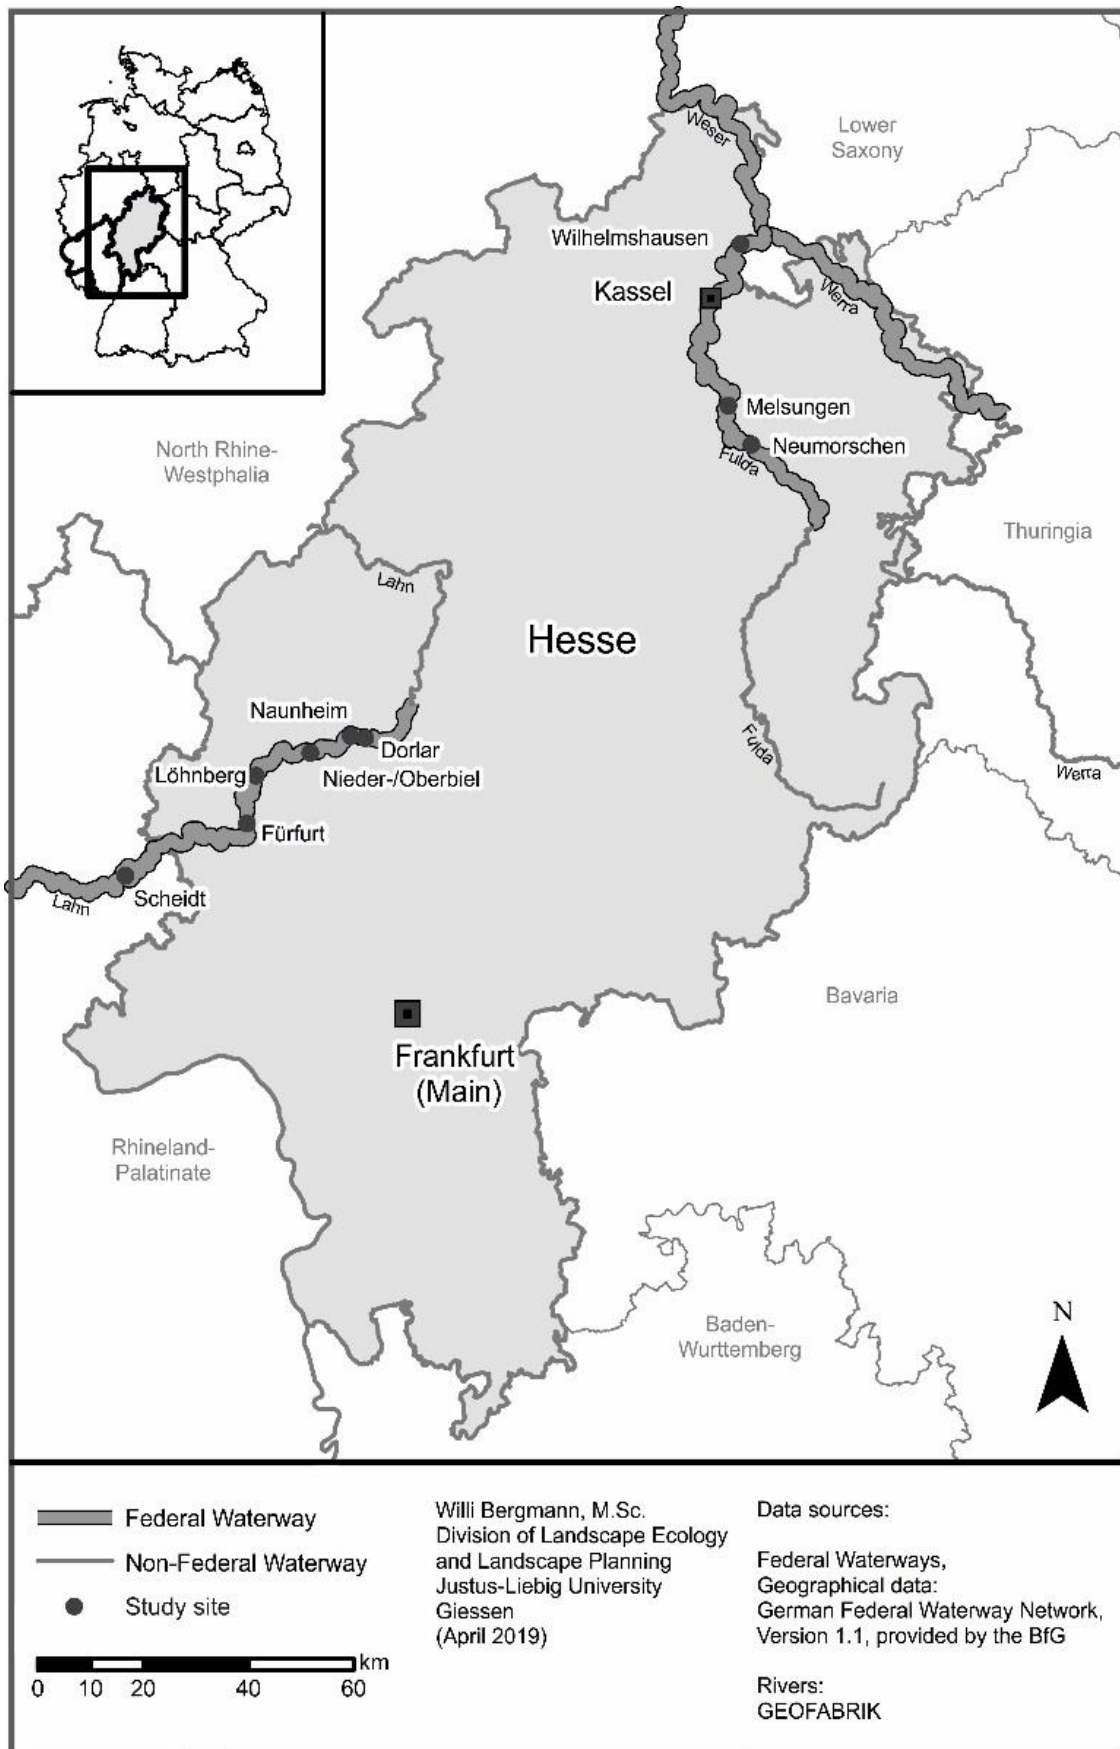 Lower
Saxony
Weser
Wilhelmshausen
Kassel
Werra
Melsungen
Neumorschen
Fulda
North Rhine-
Westphalia
Thuringia
Lahn
Hesse
Naunheim
Dorlar
Löhnberg
Nieder-/Oberbiel
Fulda
Werra
Fürfurt
Scheidt
Lahn
Bavaria
Frankfurt
(Main)
Rhineland-
Palatinate
Baden-
Wurttemberg
N
Federal Waterway
Non-Federal Waterway
Study site
km
0 10 20 40 60
Willi Bergmann, M.Sc.
Division of Landscape Ecology
and Landscape Planning
Justus-Liebig University
Giessen
(April 2019)
Data sources:
Federal Waterways,
Geographical data:
German Federal Waterway Network,
Version 1.1, provided by the BfG
Rivers:
GEOFABRIK